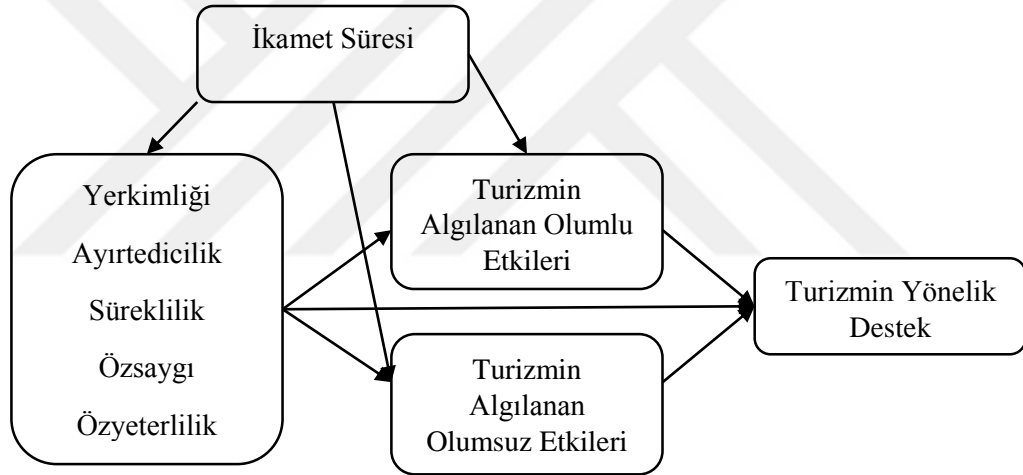 İkamet Süresi
Yerkimliği
Ayırtedicilik
Süreklilik
Özsaygı
Özyeterlilik
Turizmin
Algılanan Olumlu
Etkileri
Turizmin
Algılanan
Olumsuz Etkileri
Turizmin Yönelik
Destek